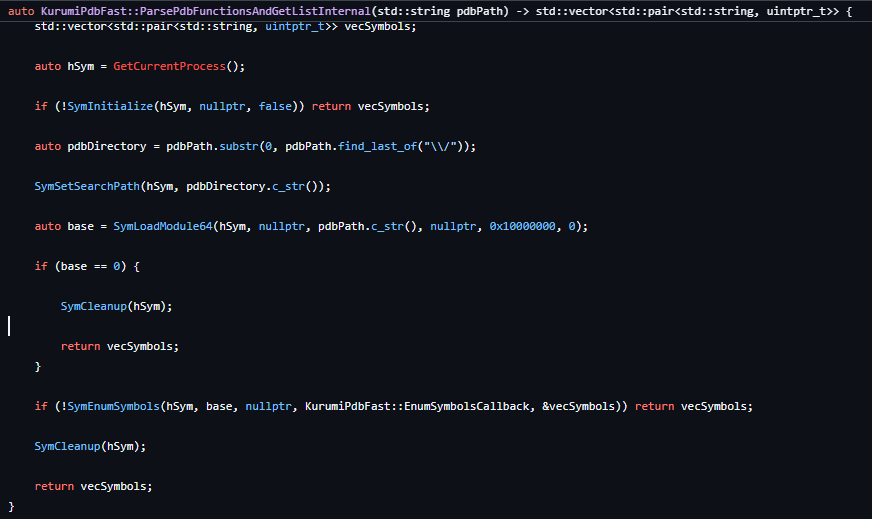 auto KurumiPdbFast::ParsePdbFunctionsAndGetListInternal(std::string pdbPath) -> std::vector<std::pair<std::string, uintptr_t>> {
    std::vector<std::pair<std::string, uintptr_t>> vecSymbols;
    auto hSym = GetCurrentProcess();
    if (!SymInitialize(hSym, nullptr, false)) return vecSymbols;
    auto pdbDirectory = pdbPath.substr(0, pdbPath.find_last_of("\\/"));
    SymSetSearchPath(hSym, pdbDirectory.c_str());
    auto base = SymLoadModule64(hSym, nullptr, pdbPath.c_str(), nullptr, 0x10000000, 0);
    if (base == 0) {
        SymCleanup(hSym);
        return vecSymbols;
    }
    if (!SymEnumSymbols(hSym, base, nullptr, KurumiPdbFast::EnumSymbolsCallback, &vecSymbols)) return vecSymbols;
    SymCleanup(hSym);
    return vecSymbols;
}